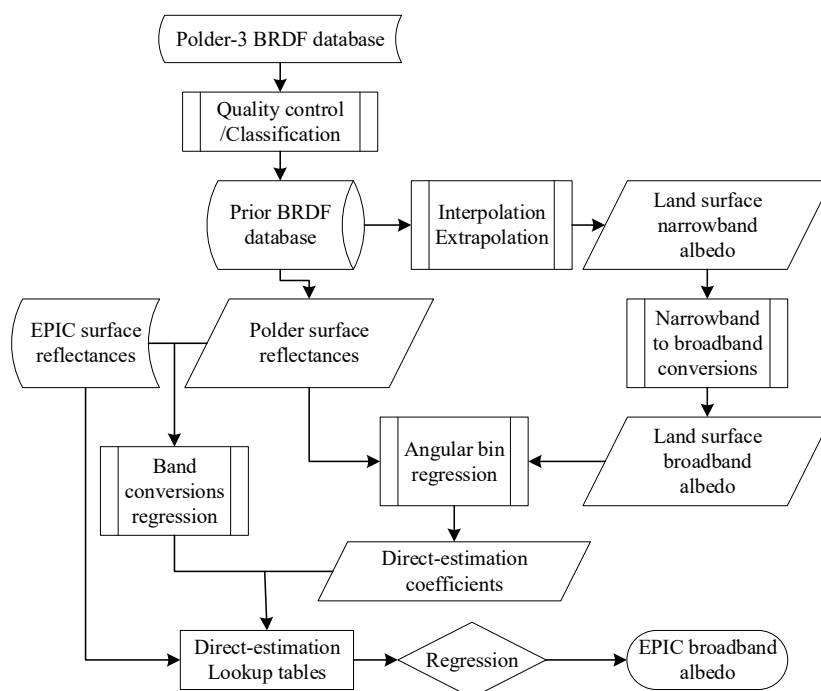 Polder-3 BRDF database
Quality control
/Classification
Prior BRDF
database
Interpolation
Extrapolation
Land surface
narrowband
albedo
EPIC surface
reflectances
Polder surface
reflectances
Narrowband
to broadband
conversions
Band
conversions
regression
Angular bin
regression
Land surface
broadband
albedo
Direct-estimation
coefficients
Direct-estimation
Lookup tables
Regression
EPIC broadband
albedo